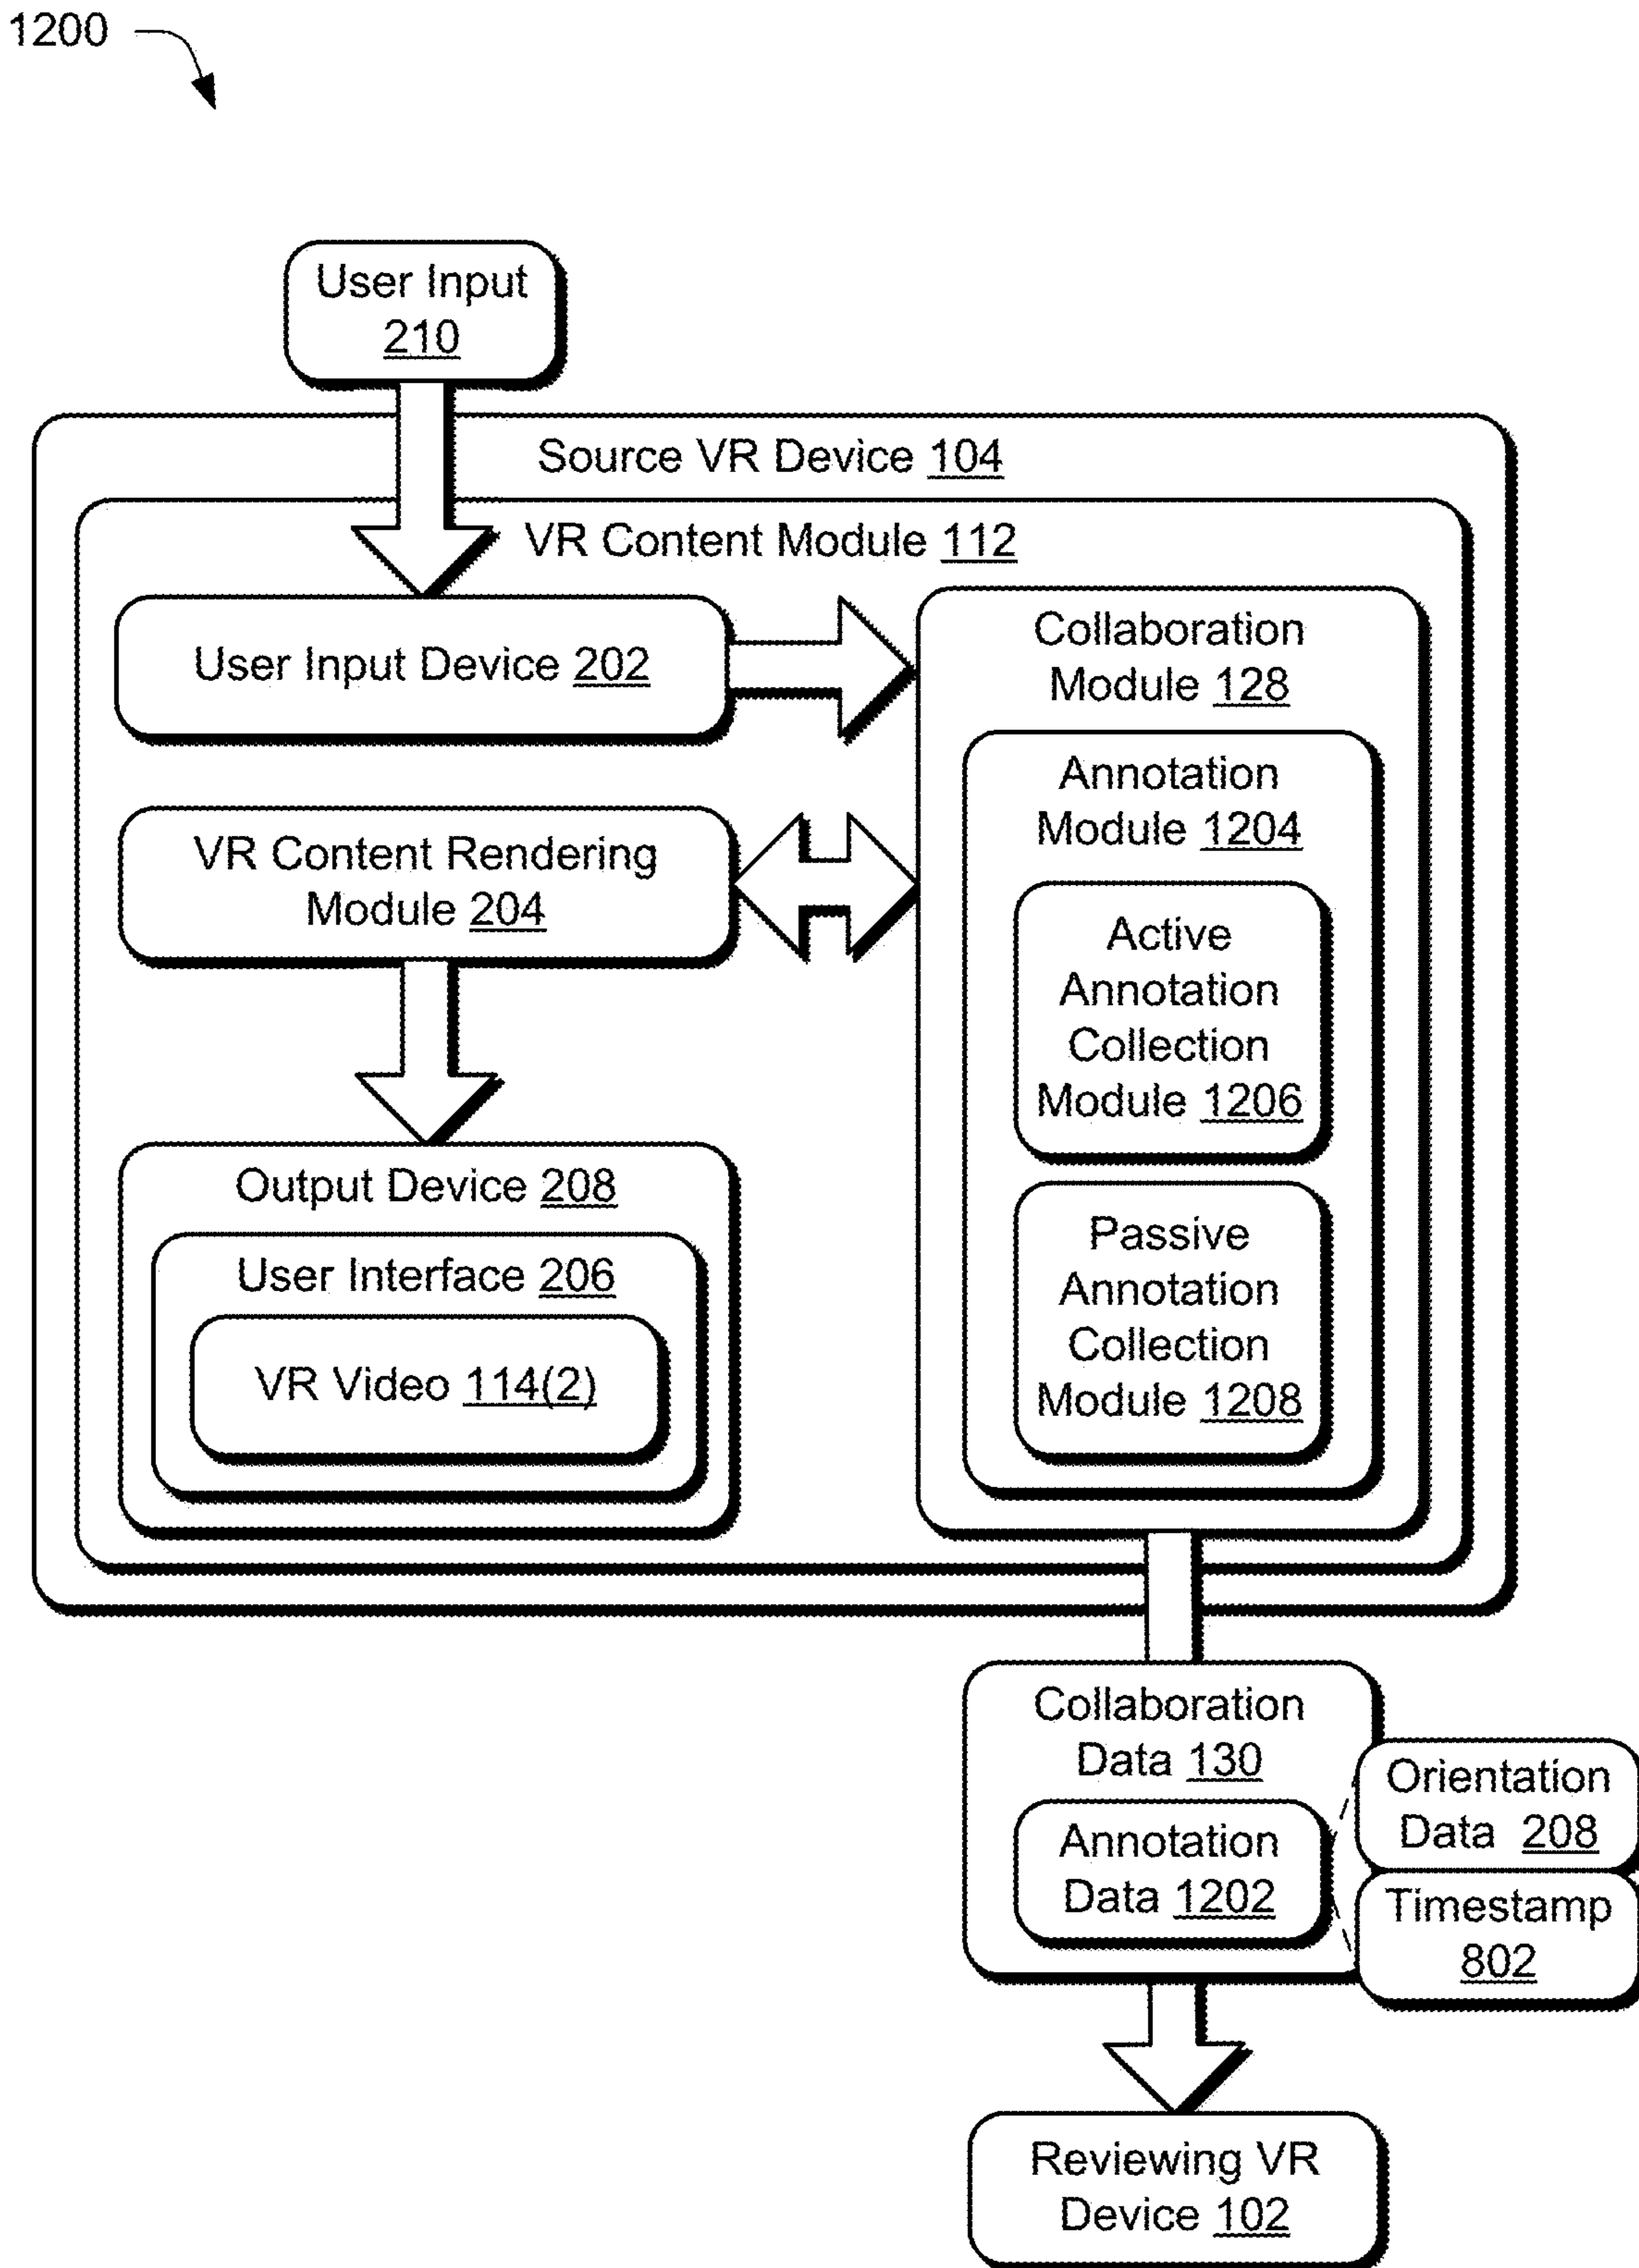 1200
User Input
210
Source VR Device 104
VR Content Module 112
User Input Device 202
VR Content Rendering
Module 204
Output Device 208
User Interface 206
VR Video 114(2)
Collaboration
Module 128
Annotation
Module 1204
Active
Annotation
Collection
Module 1206
Passive
Annotation
Collection
Module 1208
Collaboration
Data 130
Annotation
Data 1202
Orientation
Data 208
Timestamp
802
Reviewing VR
Device 102